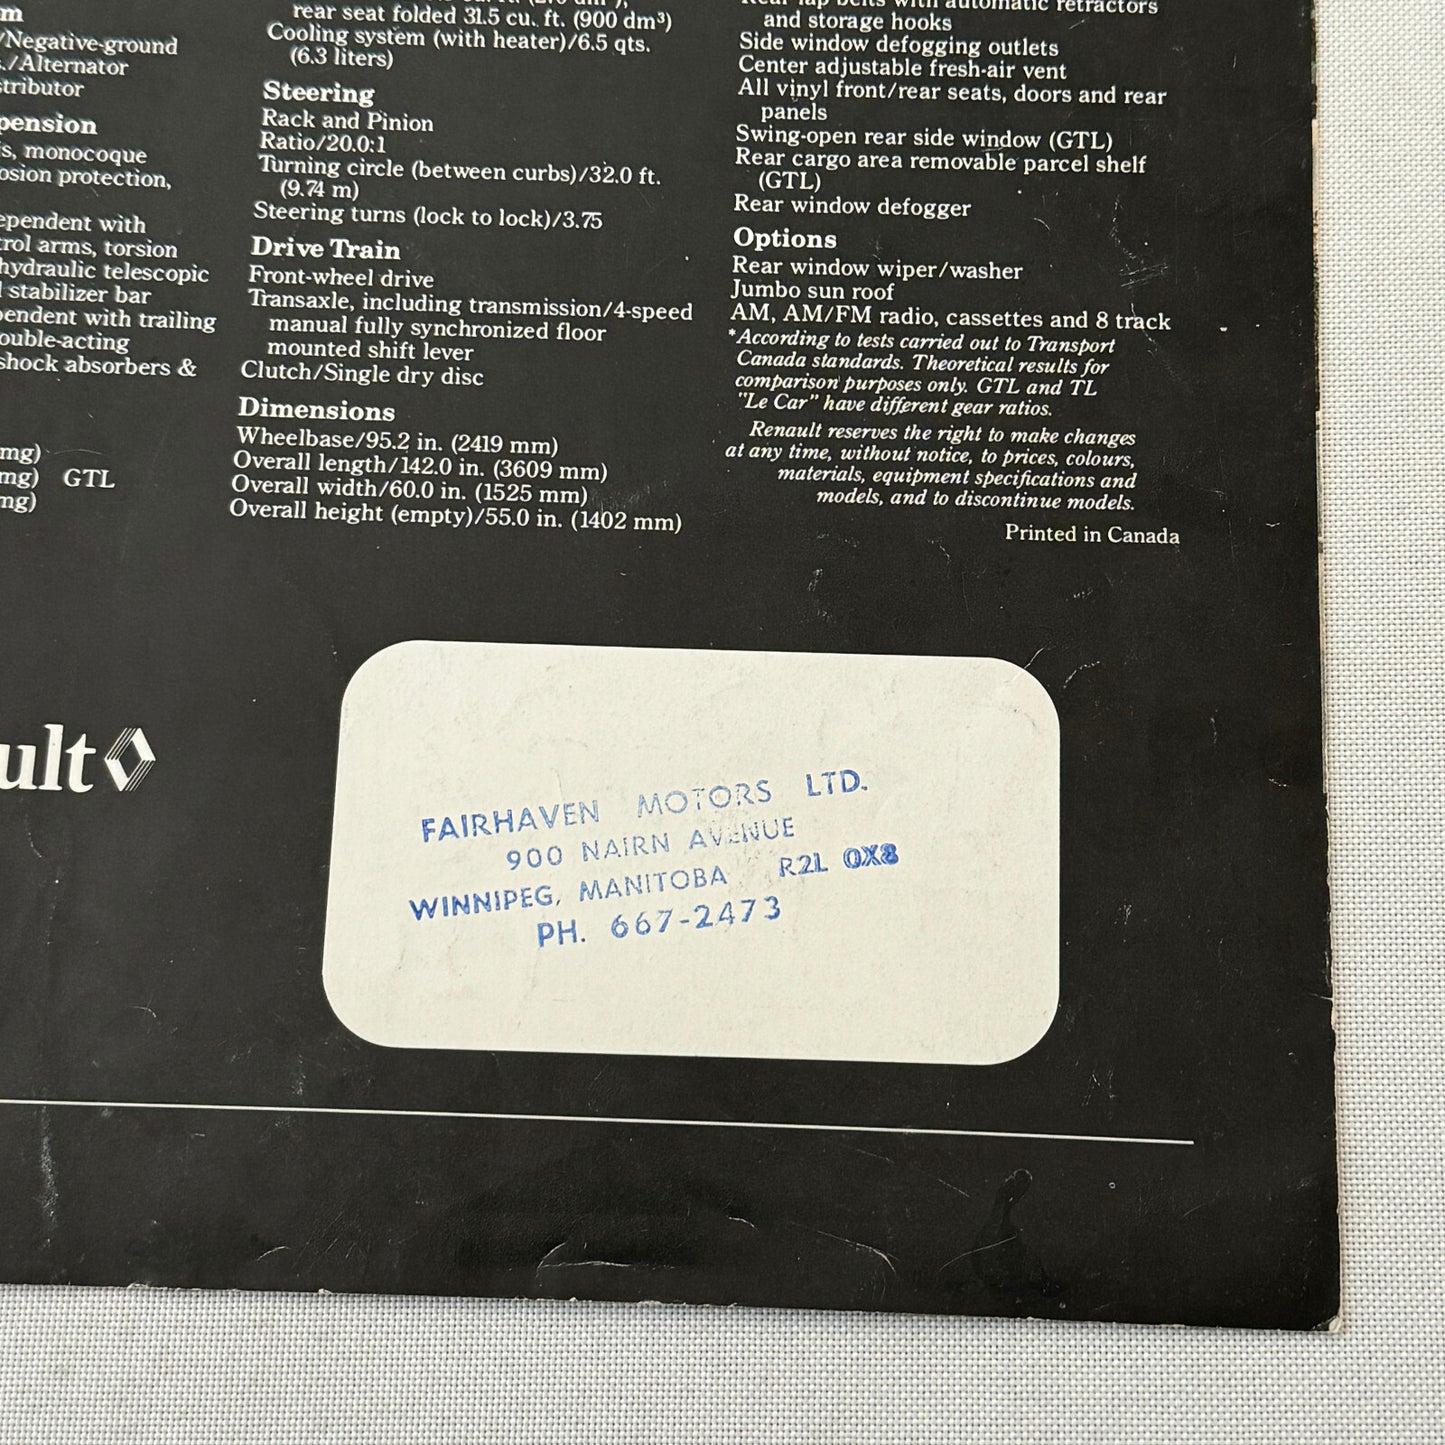 m
/Negative-ground
./Alternator
stributor
pension
is, monocoque
osion protection,
ependent with
trol arms, torsion
hydraulic telescopic
l stabilizer bar
pendent with trailing
ouble-acting
shock absorbers &
mg)
mg) GTL
mg)
rear seat folded 31.5 cu. ft. (900 dm³)
Cooling system (with heater)/6.5 qts.
(6.3 liters)
Steering
Rack and Pinion
Ratio/20.0:1
Turning circle (between curbs)/32.0 ft.
(9.74 m)
Steering turns (lock to lock)/3.75
Drive Train
Front-wheel drive
Transaxle, including transmission/4-speed
manual fully synchronized floor
mounted shift lever
Clutch/Single dry disc
Dimensions
Wheelbase/95.2 in. (2419 mm)
Overall length/142.0 in. (3609 mm)
Overall width/60.0 in. (1525 mm)
Overall height (empty)/55.0 in. (1402 mm)
Rear lap belts with automatic retractors
and storage hooks
Side window defogging outlets
Center adjustable fresh-air vent
All vinyl front/rear seats, doors and rear
panels
Swing-open rear side window (GTL)
Rear cargo area removable parcel shelf
(GTL)
Rear window defogger
Options
Rear window wiper/washer
Jumbo sun roof
AM, AM/FM radio, cassettes and 8 track
*According to tests carried out to Transport
Canada standards. Theoretical results for
comparison purposes only. GTL and TL
"Le Car" have different gear ratios.
Renault reserves the right to make changes
at any time, without notice, to prices, colours,
materials, equipment specifications and
models, and to discontinue models.
Printed in Canada
ult
FAIRHAVEN MOTORS LTD.
900 NAIRN AVENUE
WINNIPEG, MANITOBA R2L 0X8
PH. 667-2473